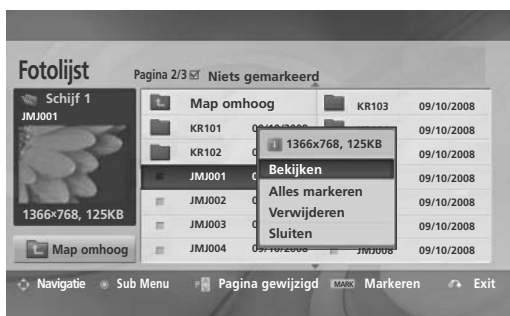 Fotolijst
Pagina 2/3 Niets gemarkeerd
Schijf 1
JMJ001
1366×768, 125KB
Map omhoog
Map omhoog
KR101
KR102
JMJ001
JMJ002
JMJ003
JMJ004
1366x768, 125KB
Bekijken
Alles markeren
Verwijderen
Sluiten
KR103 09/10/2008
09/10/2008
09/10/2008
09/10/2008
09/10/2008
09/10/2008
JMJ008 09/10/2008
Navigatie Sub Menu Pagina gewijzigd MARK Markeren Exit